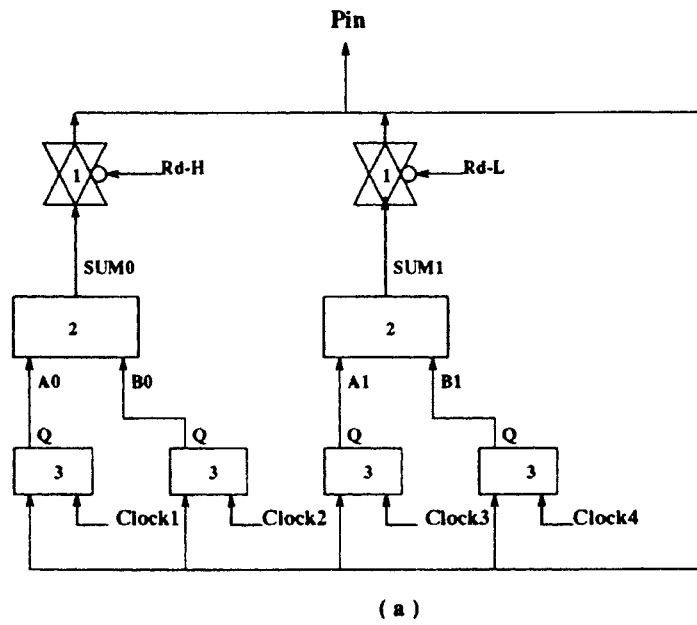 Pin
1 Rd-H 1 Rd-L
SUM0 SUM1
2 2
A0 B0 A1 B1
Q Q Q Q
3 3 3 3
Clock1 Clock2 Clock3 Clock4
( a )